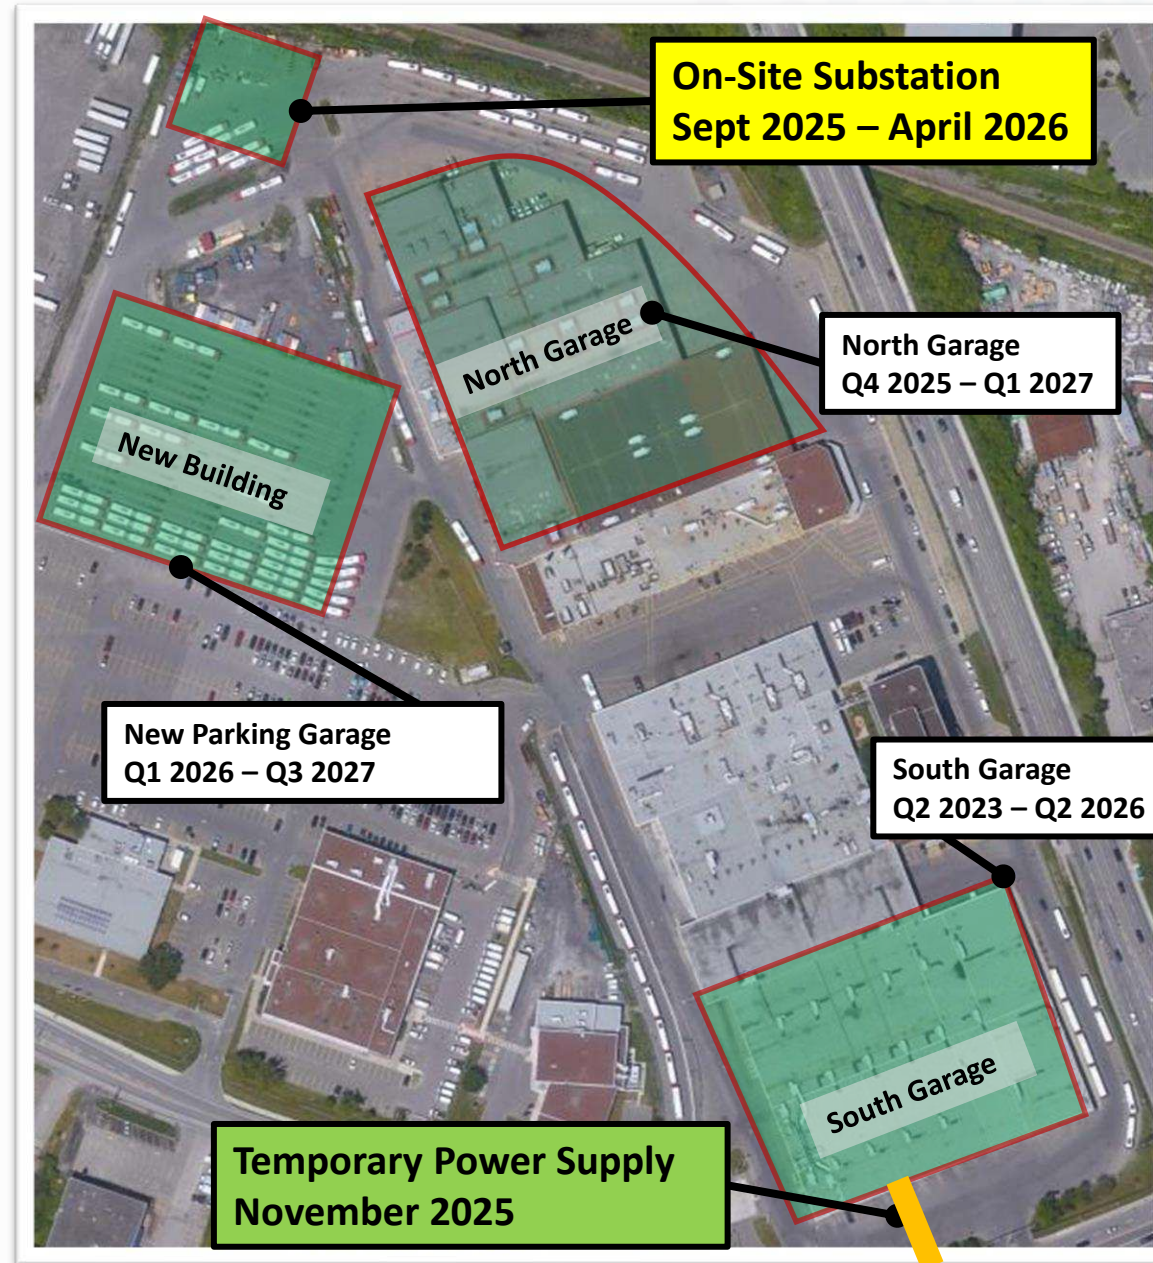 On-Site Substation
Sept 2025 – April 2026
North Garage
North Garage
Q4 2025 – Q1 2027
New Building
New Parking Garage
Q1 2026 – Q3 2027
South Garage
Q2 2023 – Q2 2026
South Garage
Temporary Power Supply
November 2025